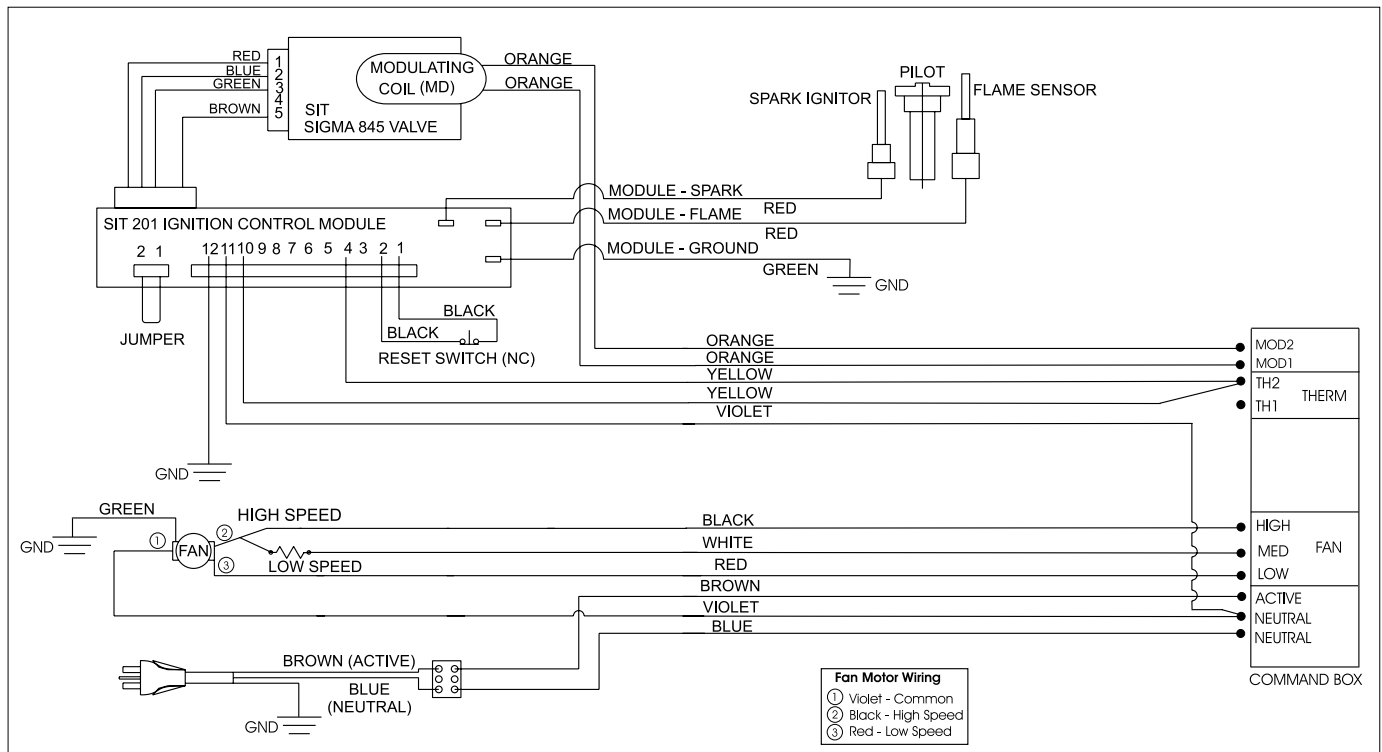 RED
BLUE
GREEN
BROWN
1
2
3
4
5
MODULATING
COIL (MD)
SIT
SIGMA 845 VALVE
ORANGE
ORANGE
SPARK IGNITOR
PILOT
FLAME SENSOR
MODULE - SPARK
RED
MODULE - FLAME
RED
MODULE - GROUND
GREEN
GND
SIT 201 IGNITION CONTROL MODULE
2 1
12 11 10 9 8 7 6 5 4 3 2 1
JUMPER
BLACK
BLACK
RESET SWITCH (NC)
ORANGE
ORANGE
YELLOW
YELLOW
VIOLET
MOD2
MOD1
TH2
THERM
TH1
GND
GREEN
GND
1
FAN
2
3
HIGH SPEED
LOW SPEED
BLACK
WHITE
RED
BROWN
VIOLET
BLUE
HIGH
MED
FAN
LOW
ACTIVE
NEUTRAL
NEUTRAL
COMMAND BOX
BROWN (ACTIVE)
BLUE
(NEUTRAL)
GND
Fan Motor Wiring
1 Violet - Common
2 Black - High Speed
3 Red - Low Speed